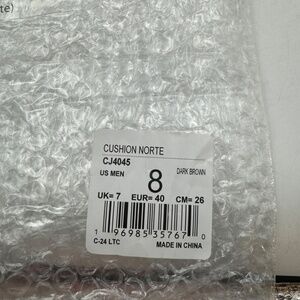 te)
CUSHION NORTE
CJ4045
US MEN 8 DARK BROWN
UK= 7 EUR= 40 CM= 26
1 96985 35767 0
C-24 LTC MADE IN CHINA